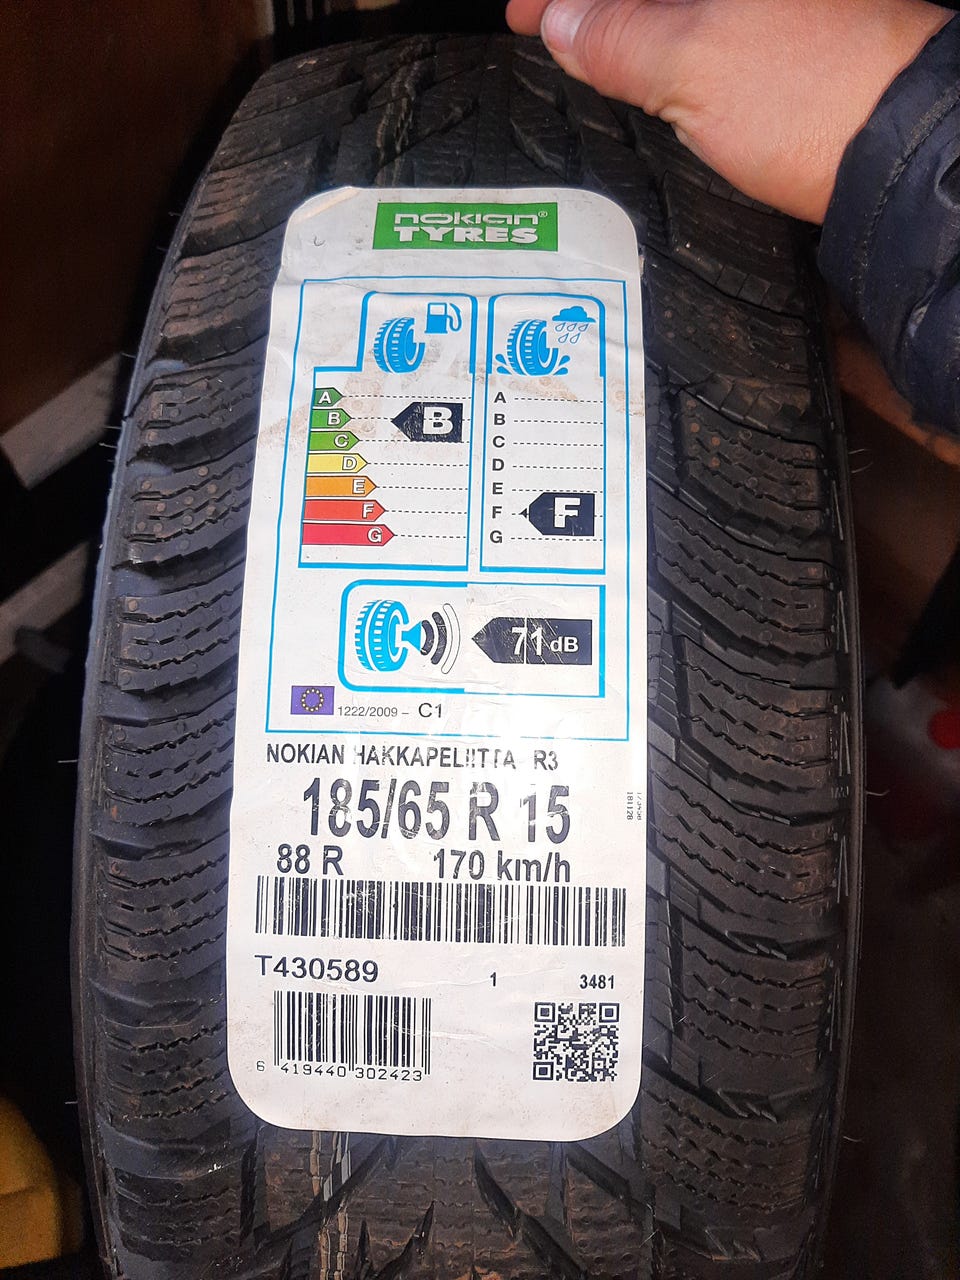 nokian®
TYRES
A
B
C
D
E
F
G
B
A
B
C
D
E
F
G
F
71 dB
1222/2009 – C1
NOKIAN HAKKAPELIITTA R3
185/65 R 15
88 R 170 km/h
T430589 1 3481
6 419440 302423
181128